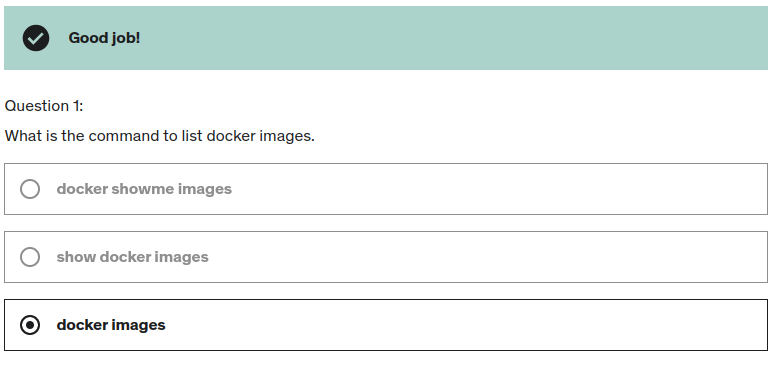 Good job!
Question 1:
What is the command to list docker images.
docker showme images
show docker images
docker images